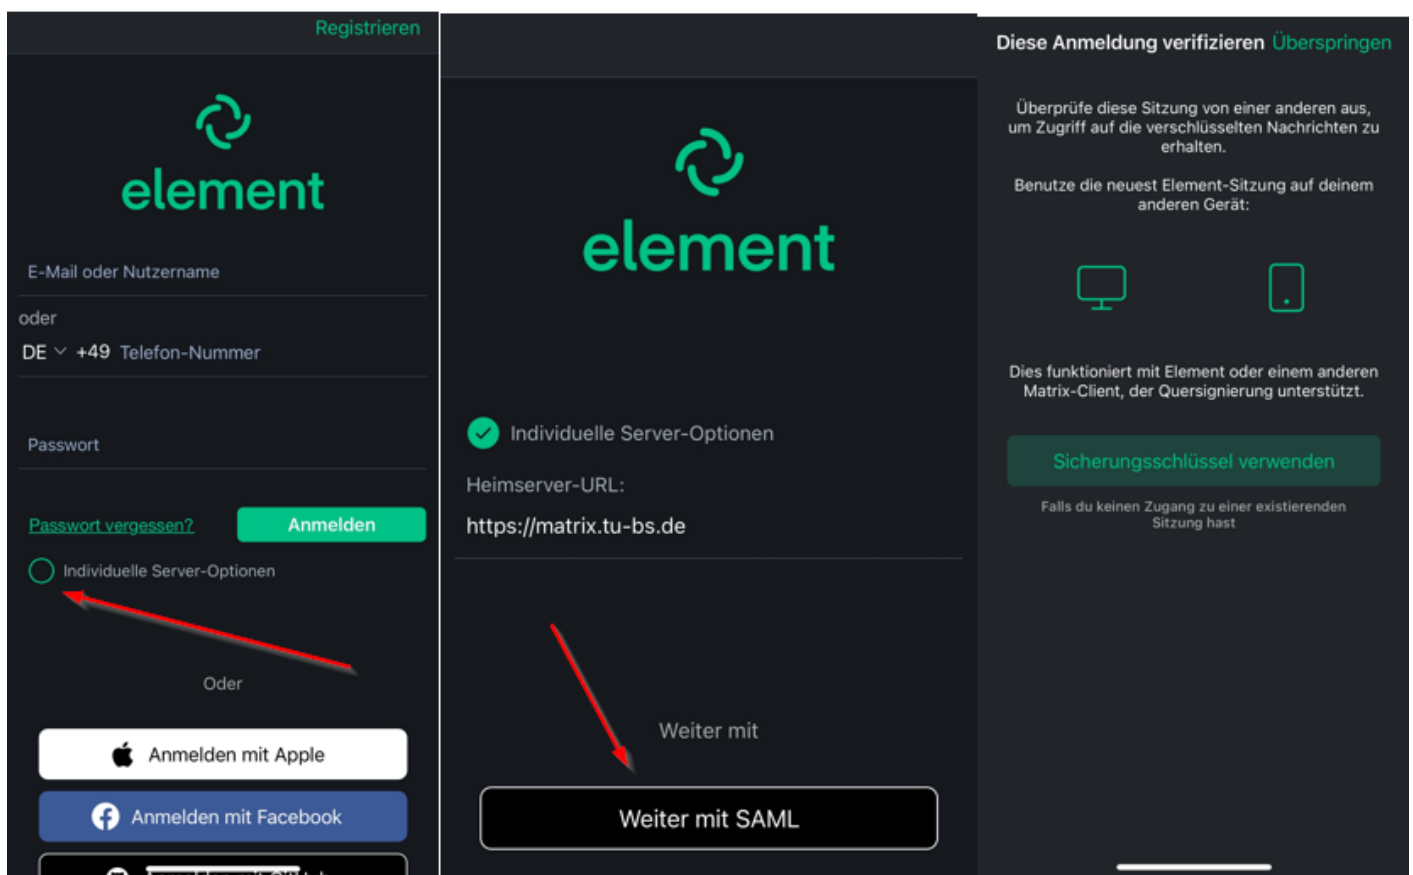 Registrieren
element
E-Mail oder Nutzername
oder
DE +49 Telefon-Nummer
Passwort
Passwort vergessen? Anmelden
Individuelle Server-Optionen
Oder
Anmelden mit Apple
Anmelden mit Facebook
element
Individuelle Server-Optionen
Heimserver-URL:
https://matrix.tu-bs.de
Weiter mit
Weiter mit SAML
Diese Anmeldung verifizieren Überspringen
Überprüfe diese Sitzung von einer anderen aus,
um Zugriff auf die verschlüsselten Nachrichten zu
erhalten.
Benutze die neuest Element-Sitzung auf deinem
anderen Gerät:
Dies funktioniert mit Element oder einem anderen
Matrix-Client, der Quersignierung unterstützt.
Sicherungsschlüssel verwenden
Falls du keinen Zugang zu einer existierenden
Sitzung hast